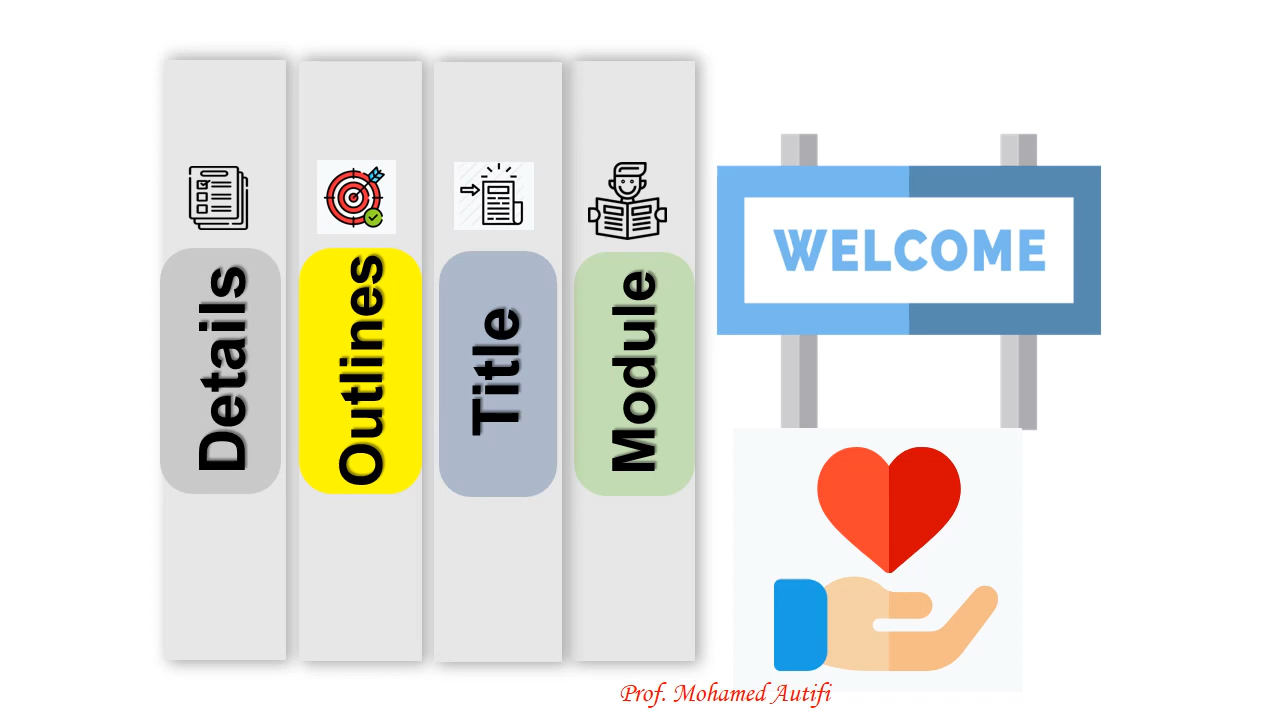 Details
Outlines
Title
Module
WELCOME
Prof. Mohamed Autifi